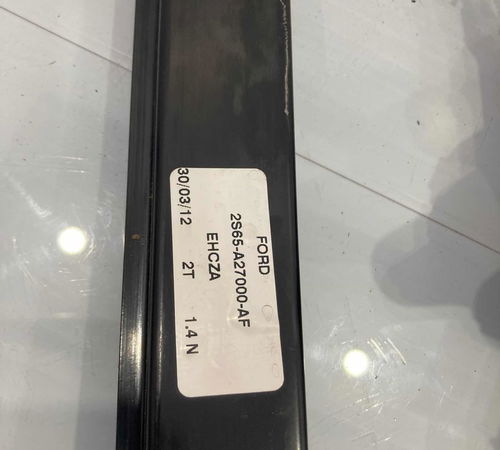 FORD
2S65-A27000-AF
EHCZA
30/03/12 2T 1.4 N